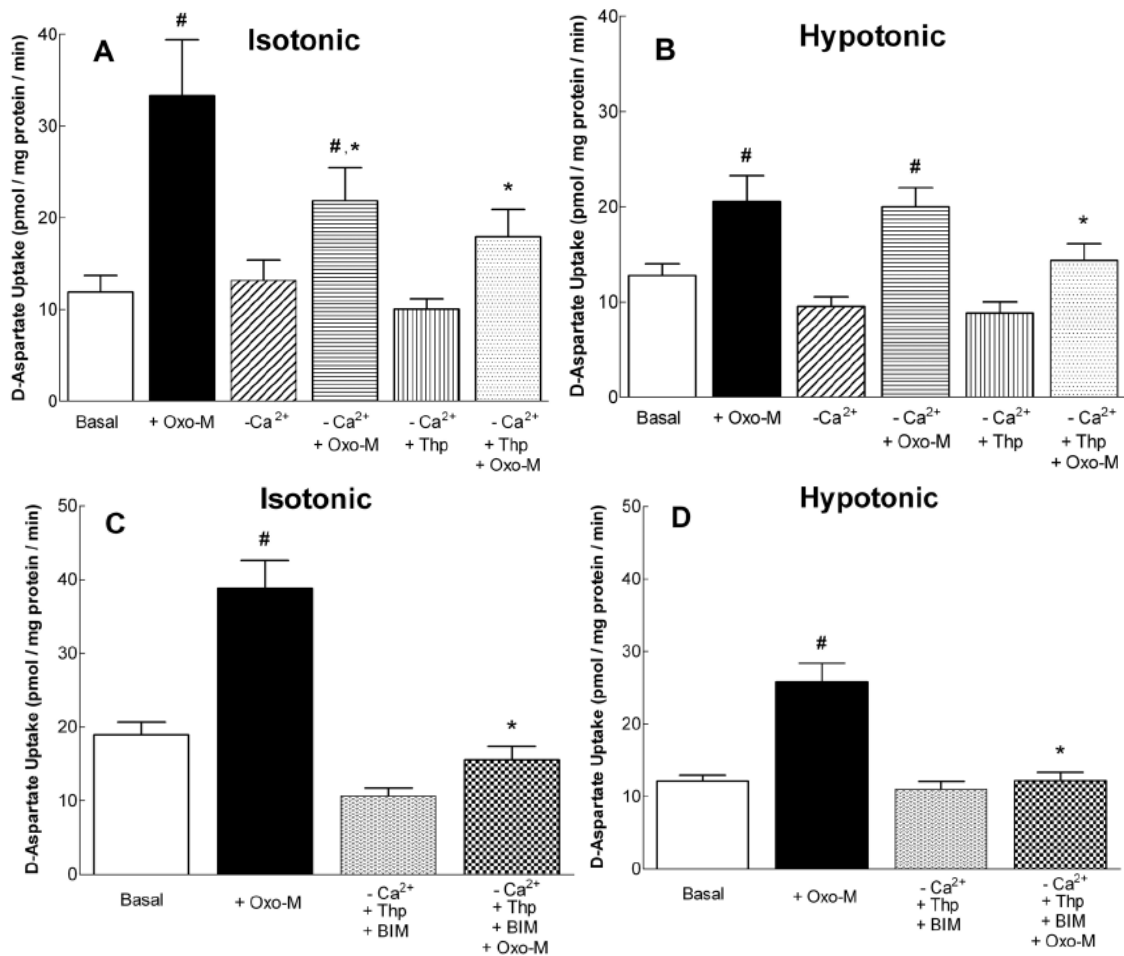 A
Isotonic
D-Aspartate Uptake (pmol / mg protein / min)
40
30
20
10
0
#
#,*
*
Basal
+ Oxo-M
-Ca²⁺
- Ca²⁺
+ Oxo-M
- Ca²⁺
+ Thp
- Ca²⁺
+ Thp
+ Oxo-M
B
Hypotonic
D-Aspartate Uptake (pmol / mg protein / min)
40
30
20
10
0
#
#
*
Basal
+ Oxo-M
-Ca²⁺
- Ca²⁺
+ Oxo-M
- Ca²⁺
+ Thp
- Ca²⁺
+ Thp
+ Oxo-M
C
Isotonic
D-Aspartate Uptake (pmol / mg protein / min)
50
40
30
20
10
0
#
*
Basal
+ Oxo-M
- Ca²⁺
+ Thp
+ BIM
- Ca²⁺
+ Thp
+ BIM
+ Oxo-M
D
Hypotonic
D-Aspartate Uptake (pmol / mg protein / min)
50
40
30
20
10
0
#
*
Basal
+ Oxo-M
- Ca²⁺
+ Thp
+ BIM
- Ca²⁺
+ Thp
+ BIM
+ Oxo-M